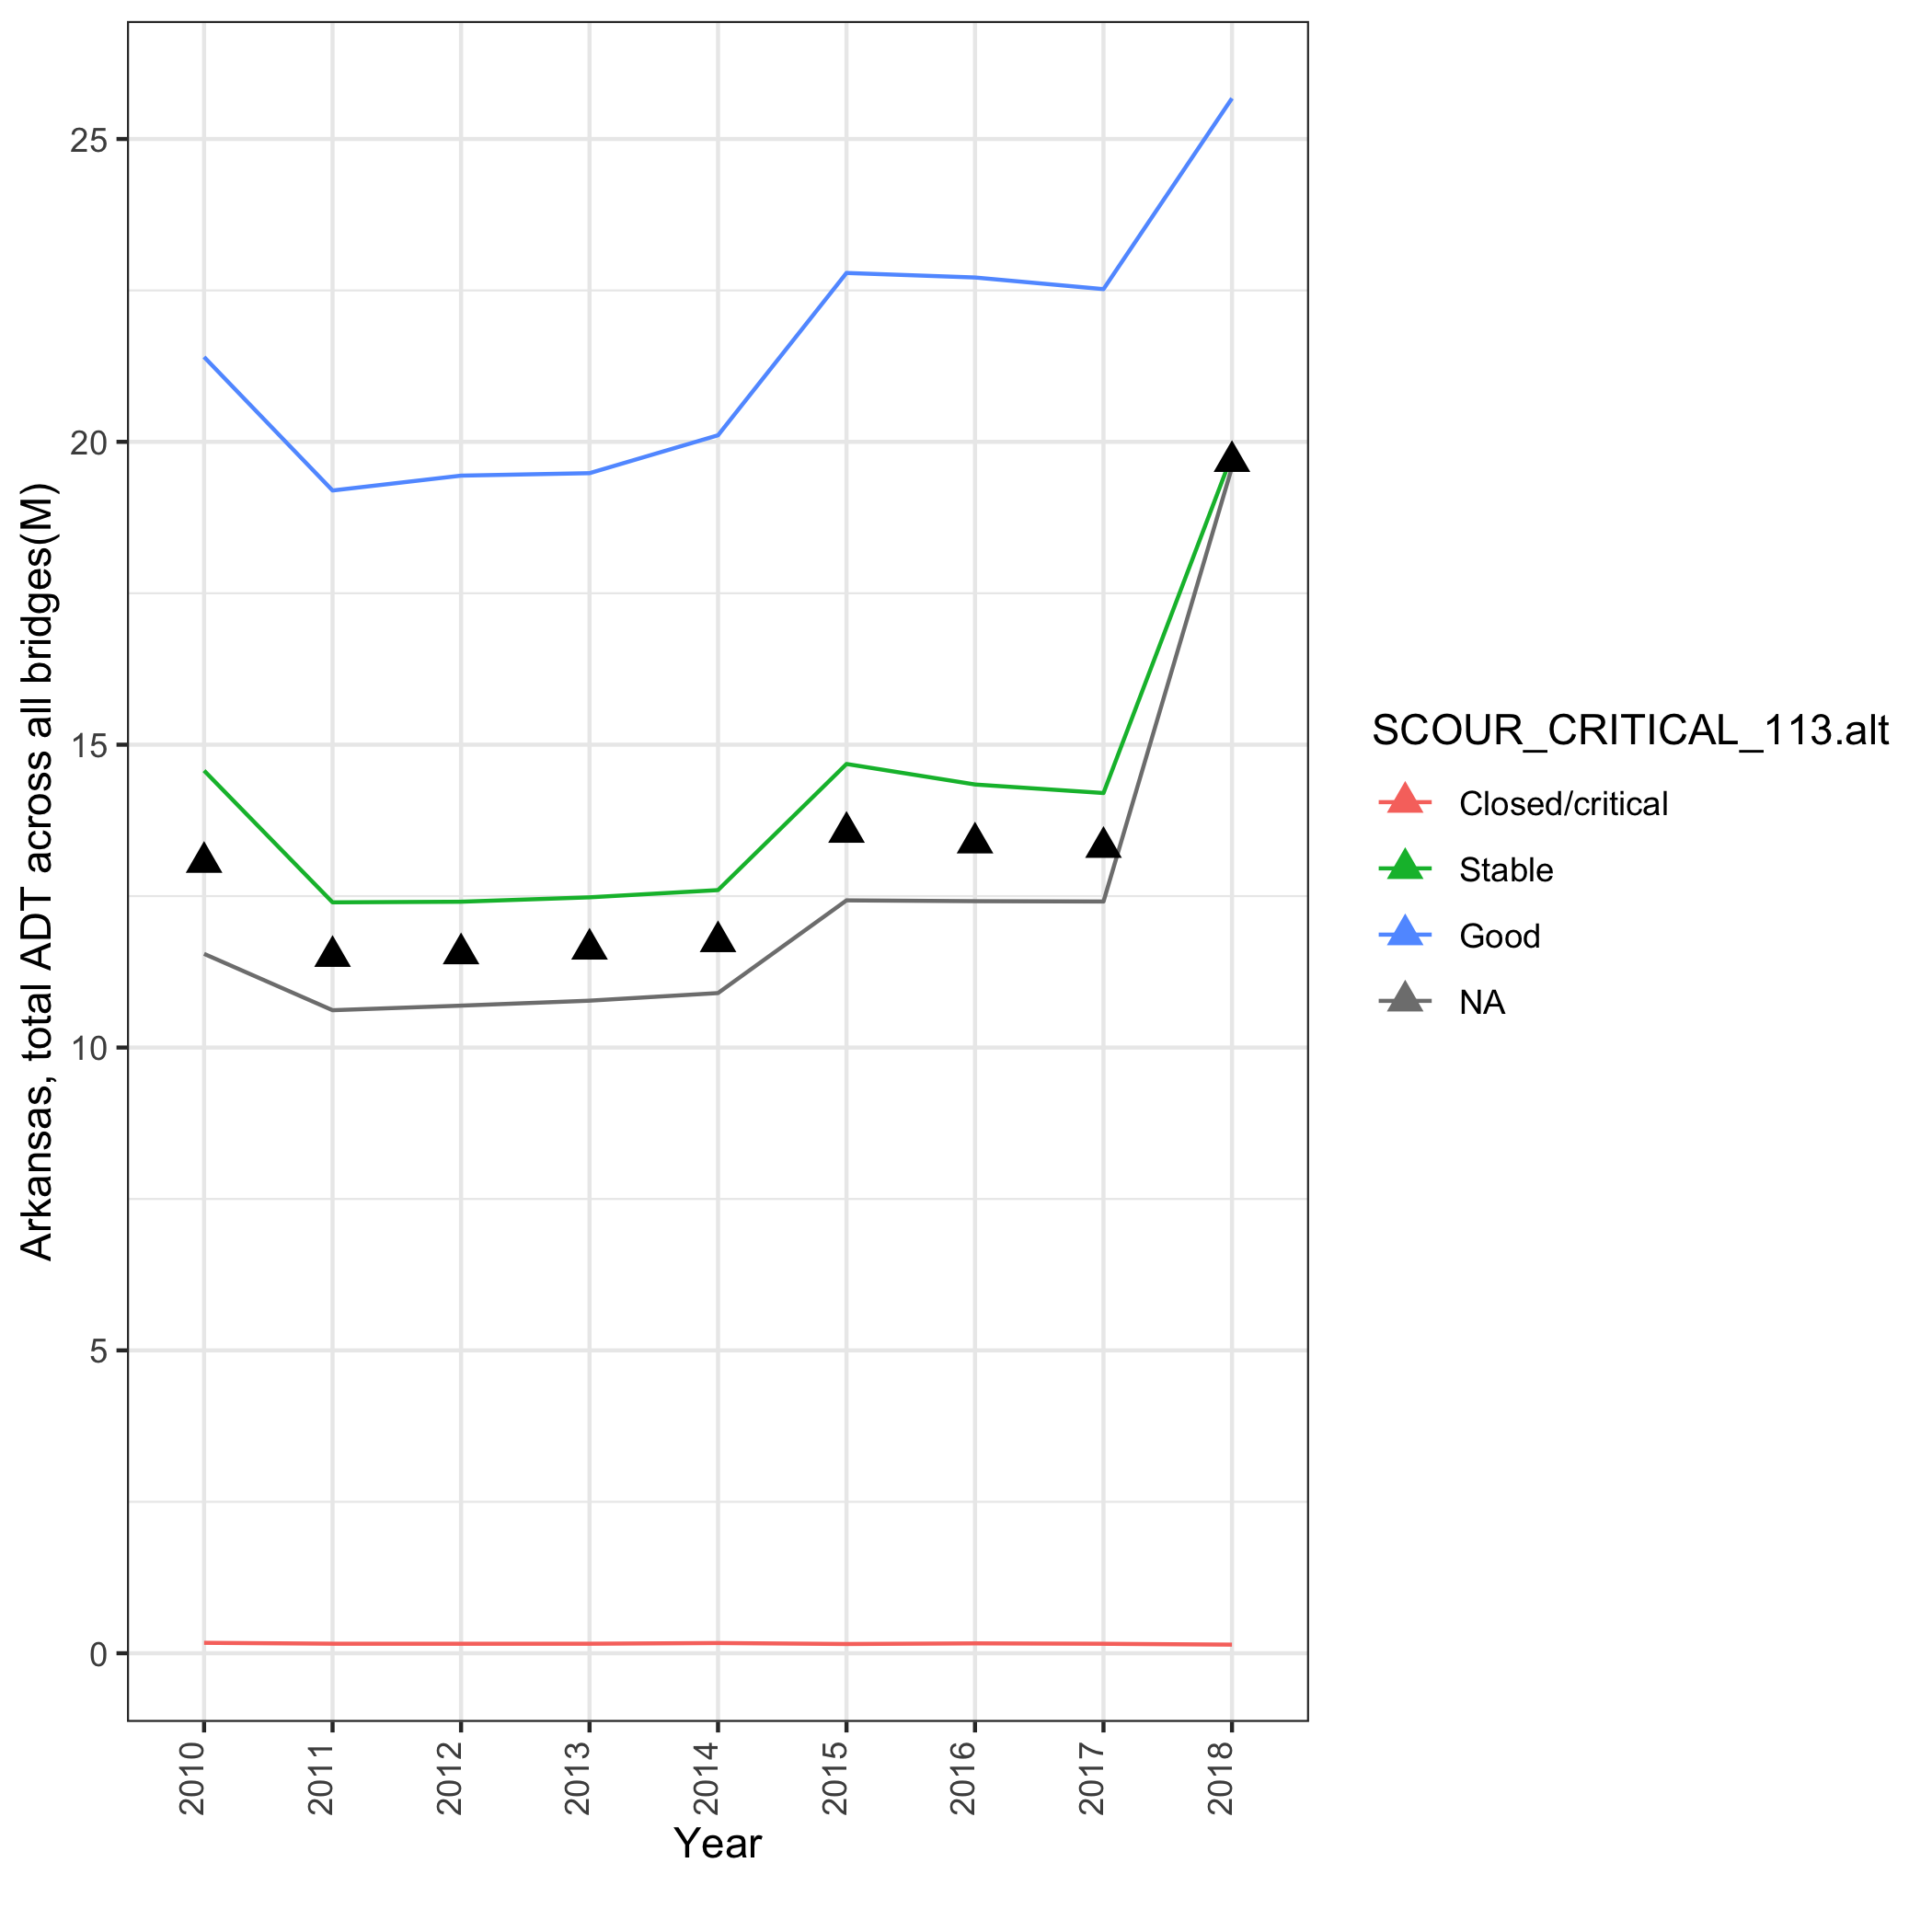 Arkansas, total ADT across all bridges(M)
25
20
15
10
5
0
2010
2011
2012
2013
2014
2015
2016
2017
2018
Year
SCOUR_CRITICAL_113.alt
Closed/critical
Stable
Good
NA